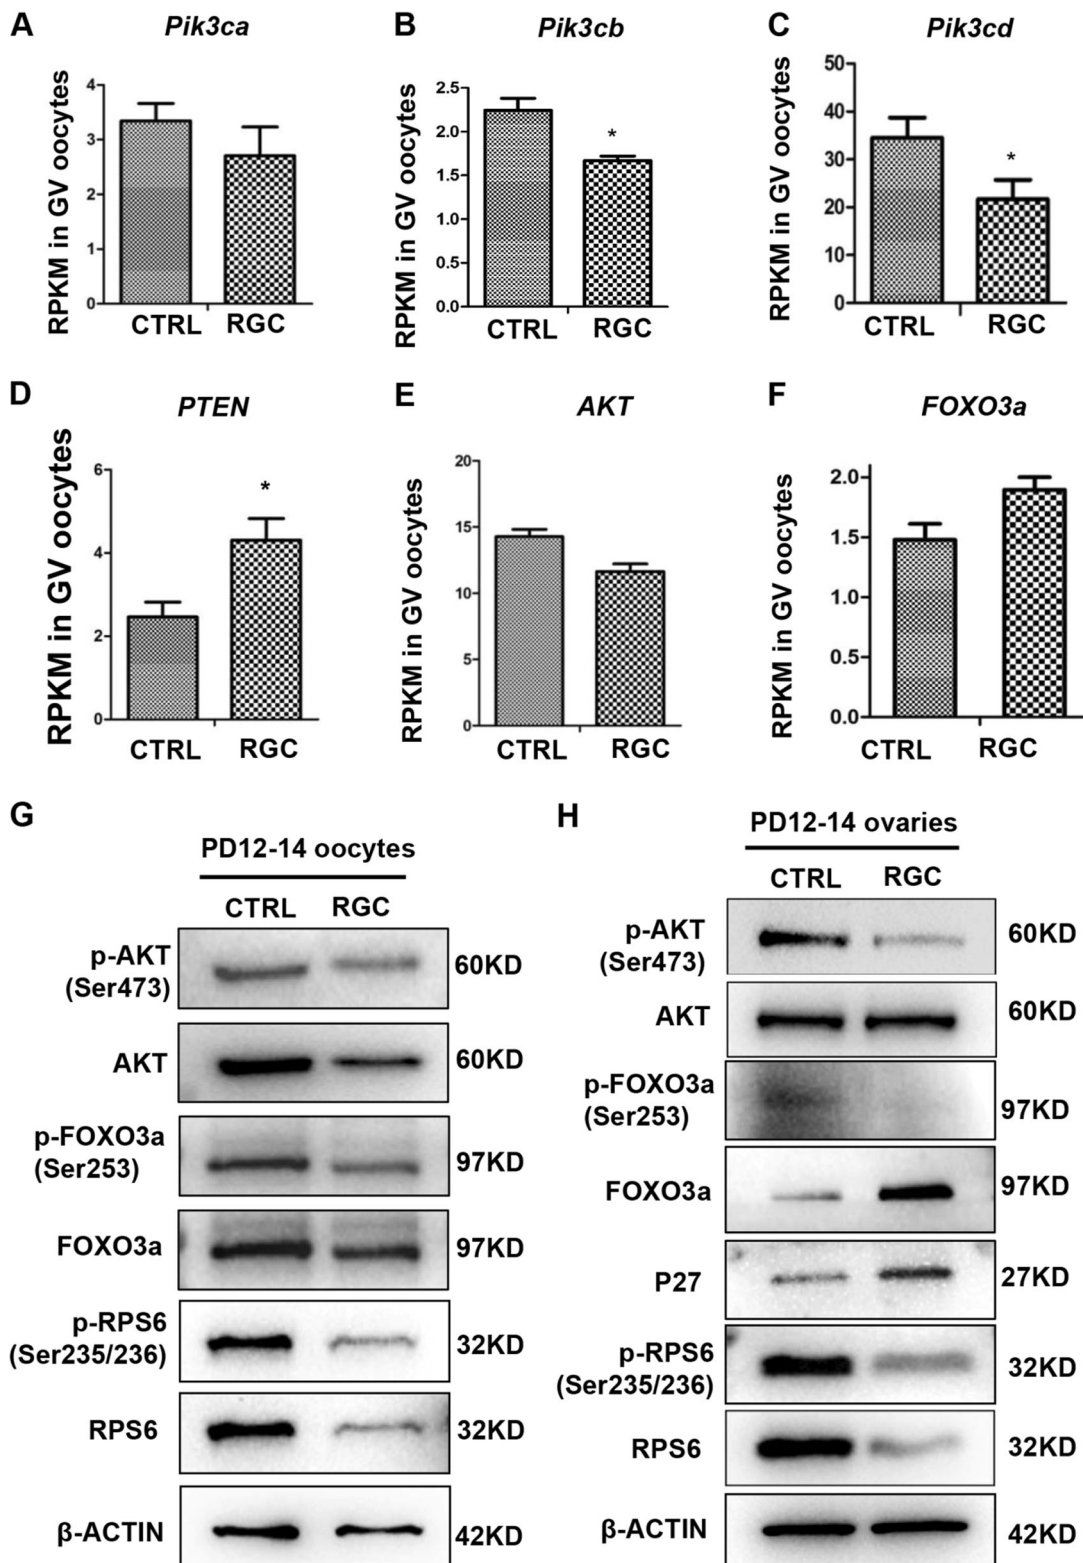 A
Pik3ca
RPKM in GV oocytes
4
3
2
1
0
CTRL
RGC
B
Pik3cb
RPKM in GV oocytes
2.5
2.0
1.5
1.0
0.5
0.0
*
CTRL
RGC
C
Pik3cd
RPKM in GV oocytes
50
40
30
20
10
0
*
CTRL
RGC
D
PTEN
RPKM in GV oocytes
6
4
2
0
*
CTRL
RGC
E
AKT
RPKM in GV oocytes
20
15
10
5
0
CTRL
RGC
F
FOXO3a
RPKM in GV oocytes
2.0
1.5
1.0
0.5
0.0
CTRL
RGC
G
PD12-14 oocytes
CTRL RGC
p-AKT
(Ser473)
60KD
AKT
60KD
p-FOXO3a
(Ser253)
97KD
FOXO3a
97KD
p-RPS6
(Ser235/236)
32KD
RPS6
32KD
β-ACTIN
42KD
H
PD12-14 ovaries
CTRL RGC
p-AKT
(Ser473)
60KD
AKT
60KD
p-FOXO3a
(Ser253)
97KD
FOXO3a
97KD
P27
27KD
p-RPS6
(Ser235/236)
32KD
RPS6
32KD
β-ACTIN
42KD